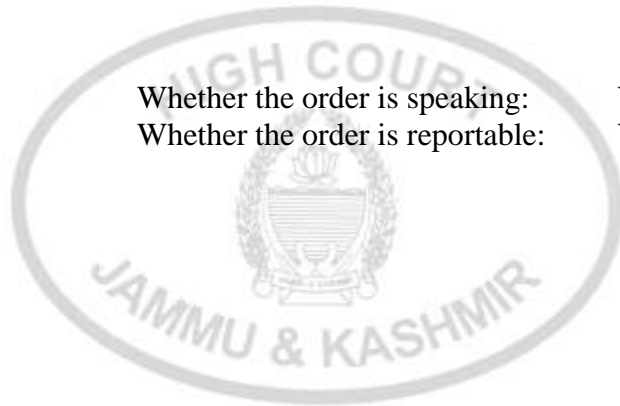 HIGH COURT
Whether the order is speaking:
Whether the order is reportable:
JAMMU & KASHMIR